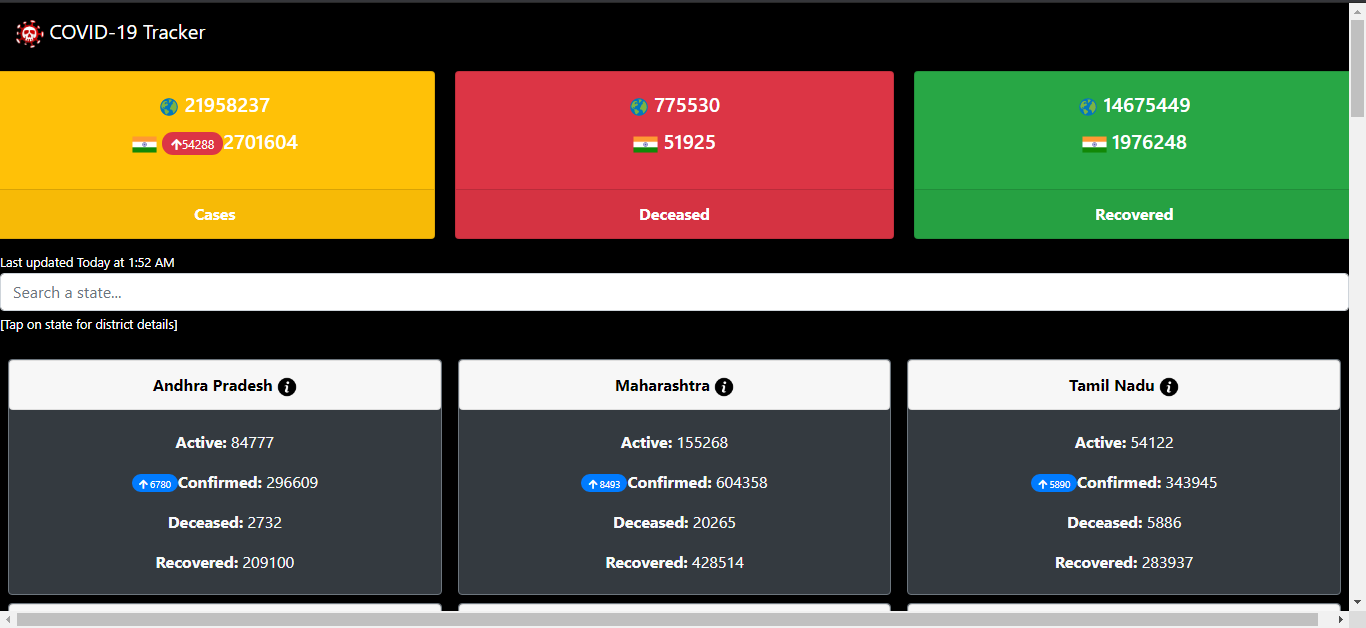 COVID-19 Tracker
21958237
54288 2701604
Cases
775530
51925
Deceased
14675449
1976248
Recovered
Last updated Today at 1:52 AM
Search a state...
[Tap on state for district details]
Andhra Pradesh
Active: 84777
6780 Confirmed: 296609
Deceased: 2732
Recovered: 209100
Maharashtra
Active: 155268
8493 Confirmed: 604358
Deceased: 20265
Recovered: 428514
Tamil Nadu
Active: 54122
5890 Confirmed: 343945
Deceased: 5886
Recovered: 283937